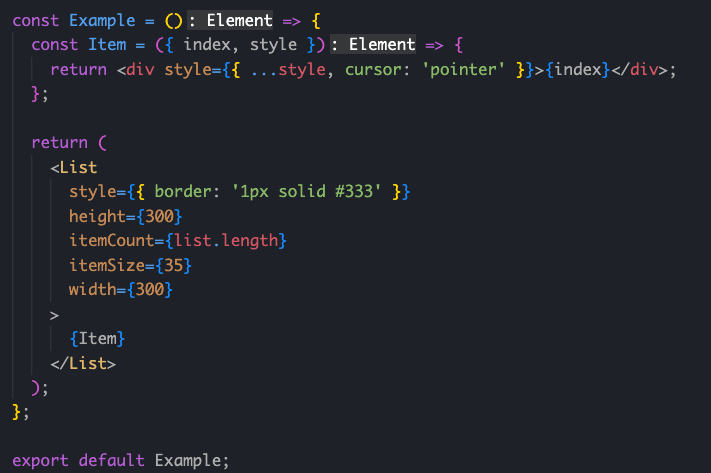 const Example = (): Element => {
const Item = ({ index, style }): Element => {
return <div style={{ ...style, cursor: 'pointer' }}>{index}</div>;
};
return (
<List
style={{ border: '1px solid #333' }}
height={300}
itemCount={list.length}
itemSize={35}
width={300}
>
{Item}
</List>
);
};
export default Example;